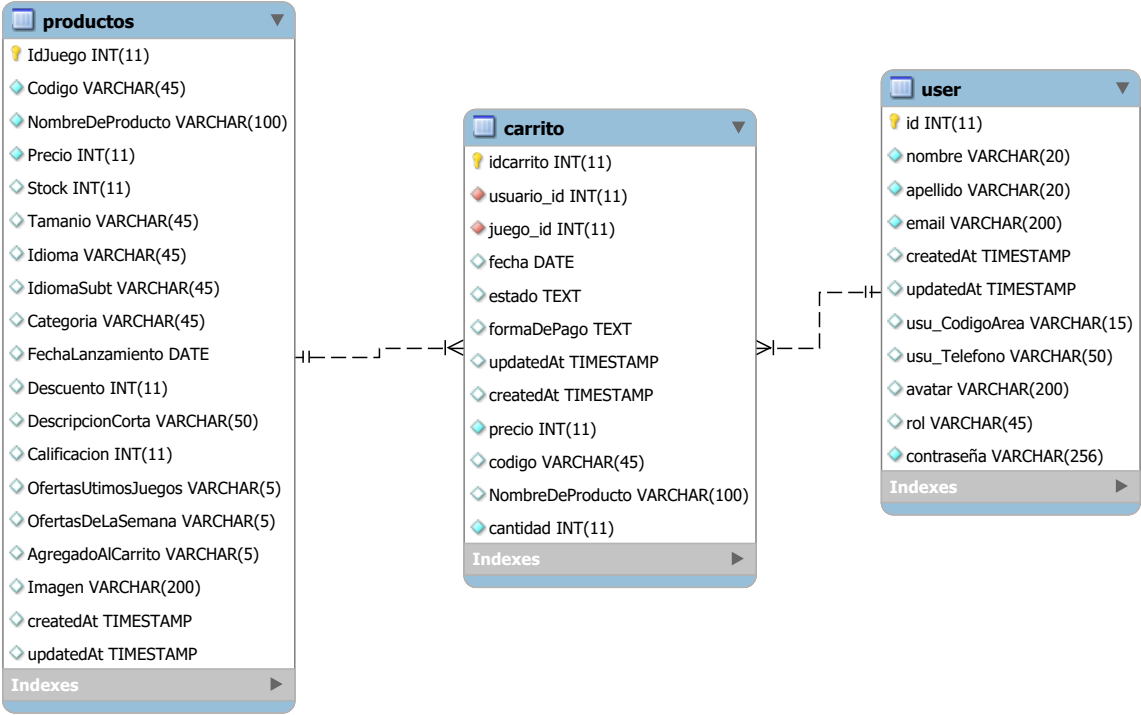 productos
IdJuego INT(11)
Codigo VARCHAR(45)
NombreDeProducto VARCHAR(100)
Precio INT(11)
Stock INT(11)
Tamanio VARCHAR(45)
Idioma VARCHAR(45)
IdiomaSubt VARCHAR(45)
Categoria VARCHAR(45)
FechaLanzamiento DATE
Descuento INT(11)
DescripcionCorta VARCHAR(50)
Calificacion INT(11)
OfertasUtimosJuegos VARCHAR(5)
OfertasDeLaSemana VARCHAR(5)
AgregadoAlCarrito VARCHAR(5)
Imagen VARCHAR(200)
createdAt TIMESTAMP
updatedAt TIMESTAMP
Indexes
carrito
idcarrito INT(11)
usuario_id INT(11)
juego_id INT(11)
fecha DATE
estado TEXT
formaDePago TEXT
updatedAt TIMESTAMP
createdAt TIMESTAMP
precio INT(11)
codigo VARCHAR(45)
NombreDeProducto VARCHAR(100)
cantidad INT(11)
Indexes
user
id INT(11)
nombre VARCHAR(20)
apellido VARCHAR(20)
email VARCHAR(200)
createdAt TIMESTAMP
updatedAt TIMESTAMP
usu_CodigoArea VARCHAR(15)
usu_Telefono VARCHAR(50)
avatar VARCHAR(200)
rol VARCHAR(45)
contraseña VARCHAR(256)
Indexes